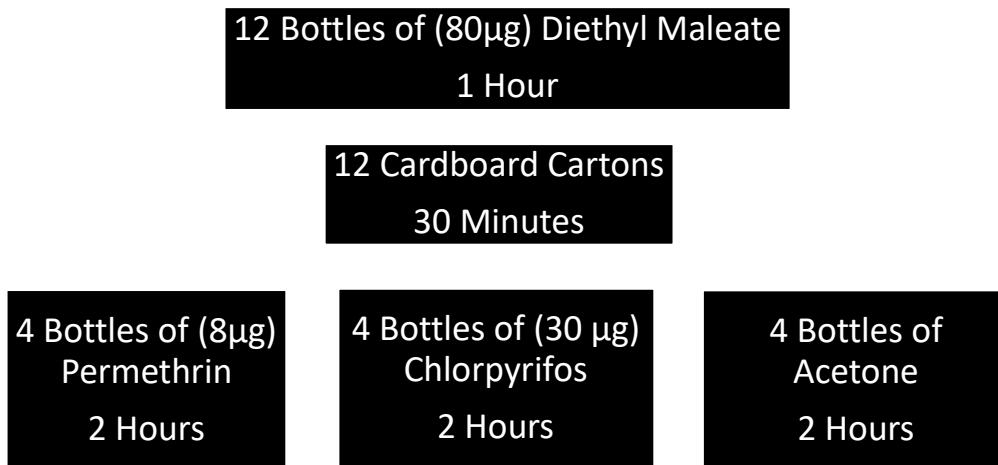 12 Bottles of (80µg) Diethyl Maleate
1 Hour
12 Cardboard Cartons
30 Minutes
4 Bottles of (8µg)
Permethrin
2 Hours
4 Bottles of (30 µg)
Chlorpyrifos
2 Hours
4 Bottles of
Acetone
2 Hours